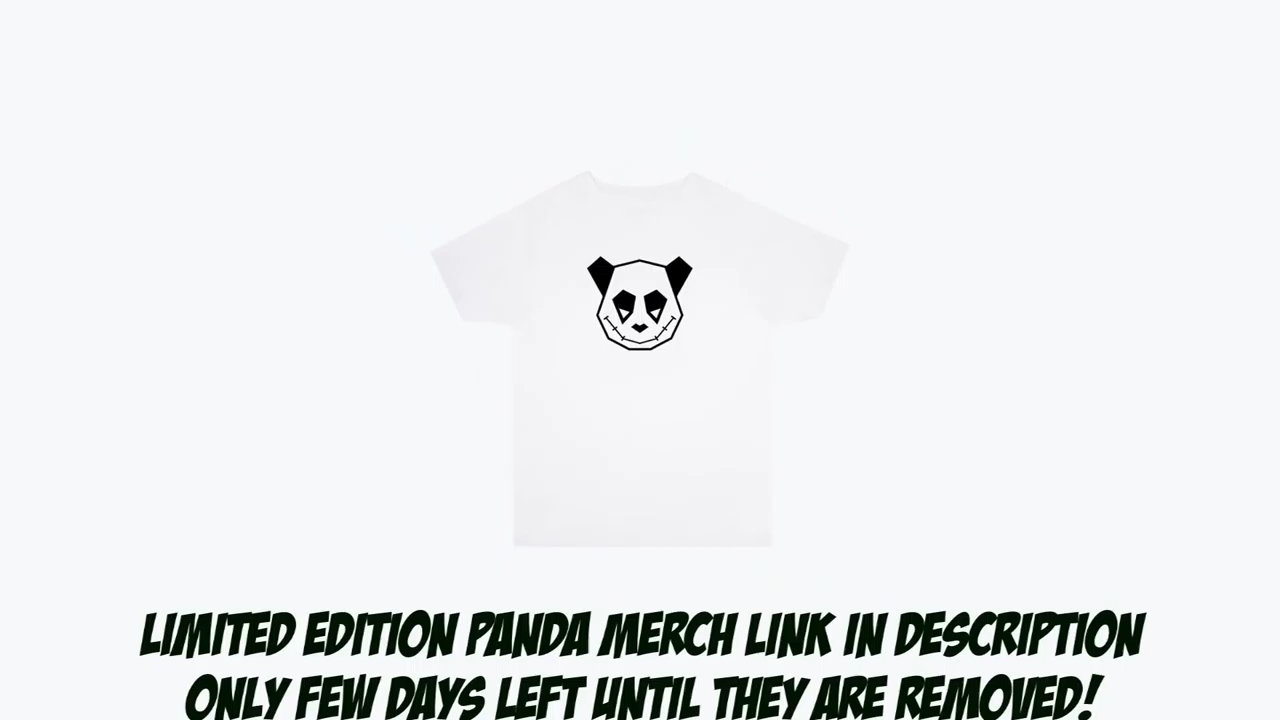 LIMITED EDITION PANDA MERCH LINK IN DESCRIPTION
ONLY FEW DAYS LEFT UNTIL THEY ARE REMOVED!